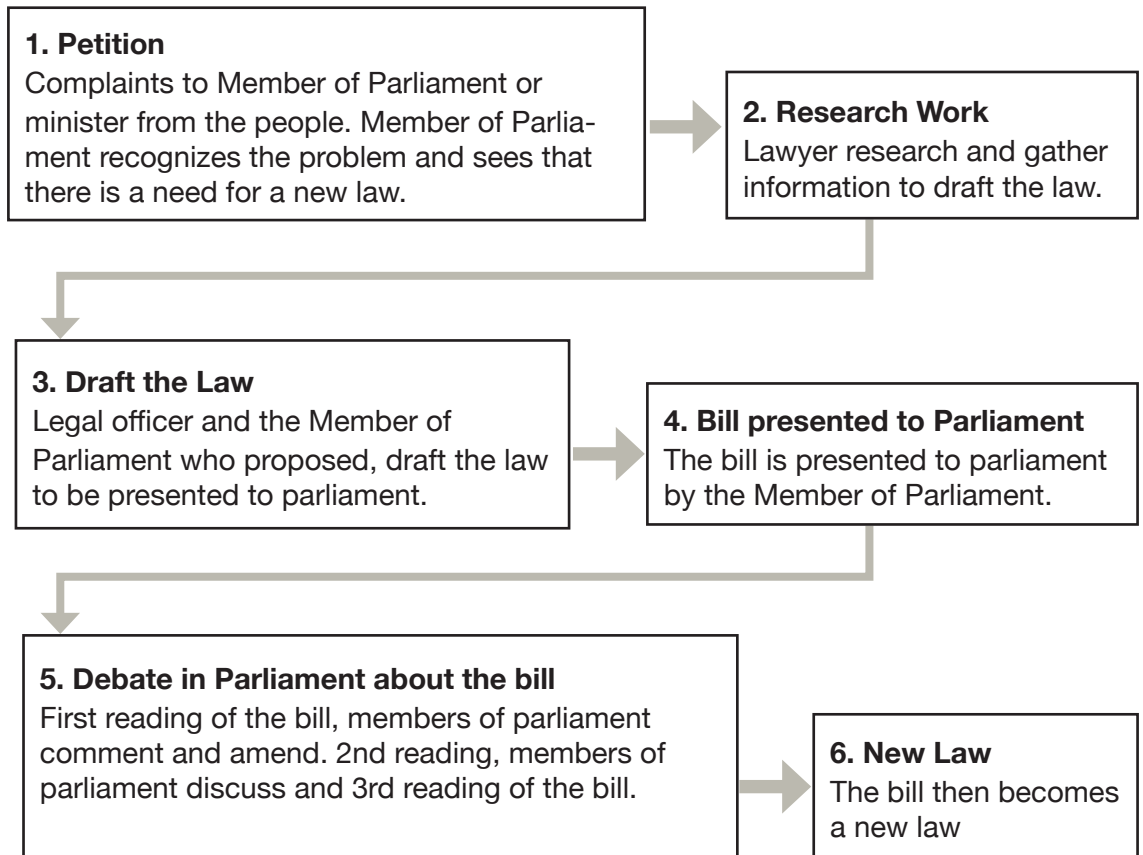 1. Petition
Complaints to Member of Parliament or
minister from the people. Member of Parlia-
ment recognizes the problem and sees that
there is a need for a new law.
2. Research Work
Lawyer research and gather
information to draft the law.
3. Draft the Law
Legal officer and the Member of
Parliament who proposed, draft the law
to be presented to parliament.
4. Bill presented to Parliament
The bill is presented to parliament
by the Member of Parliament.
5. Debate in Parliament about the bill
First reading of the bill, members of parliament
comment and amend. 2nd reading, members of
parliament discuss and 3rd reading of the bill.
6. New Law
The bill then becomes
a new law